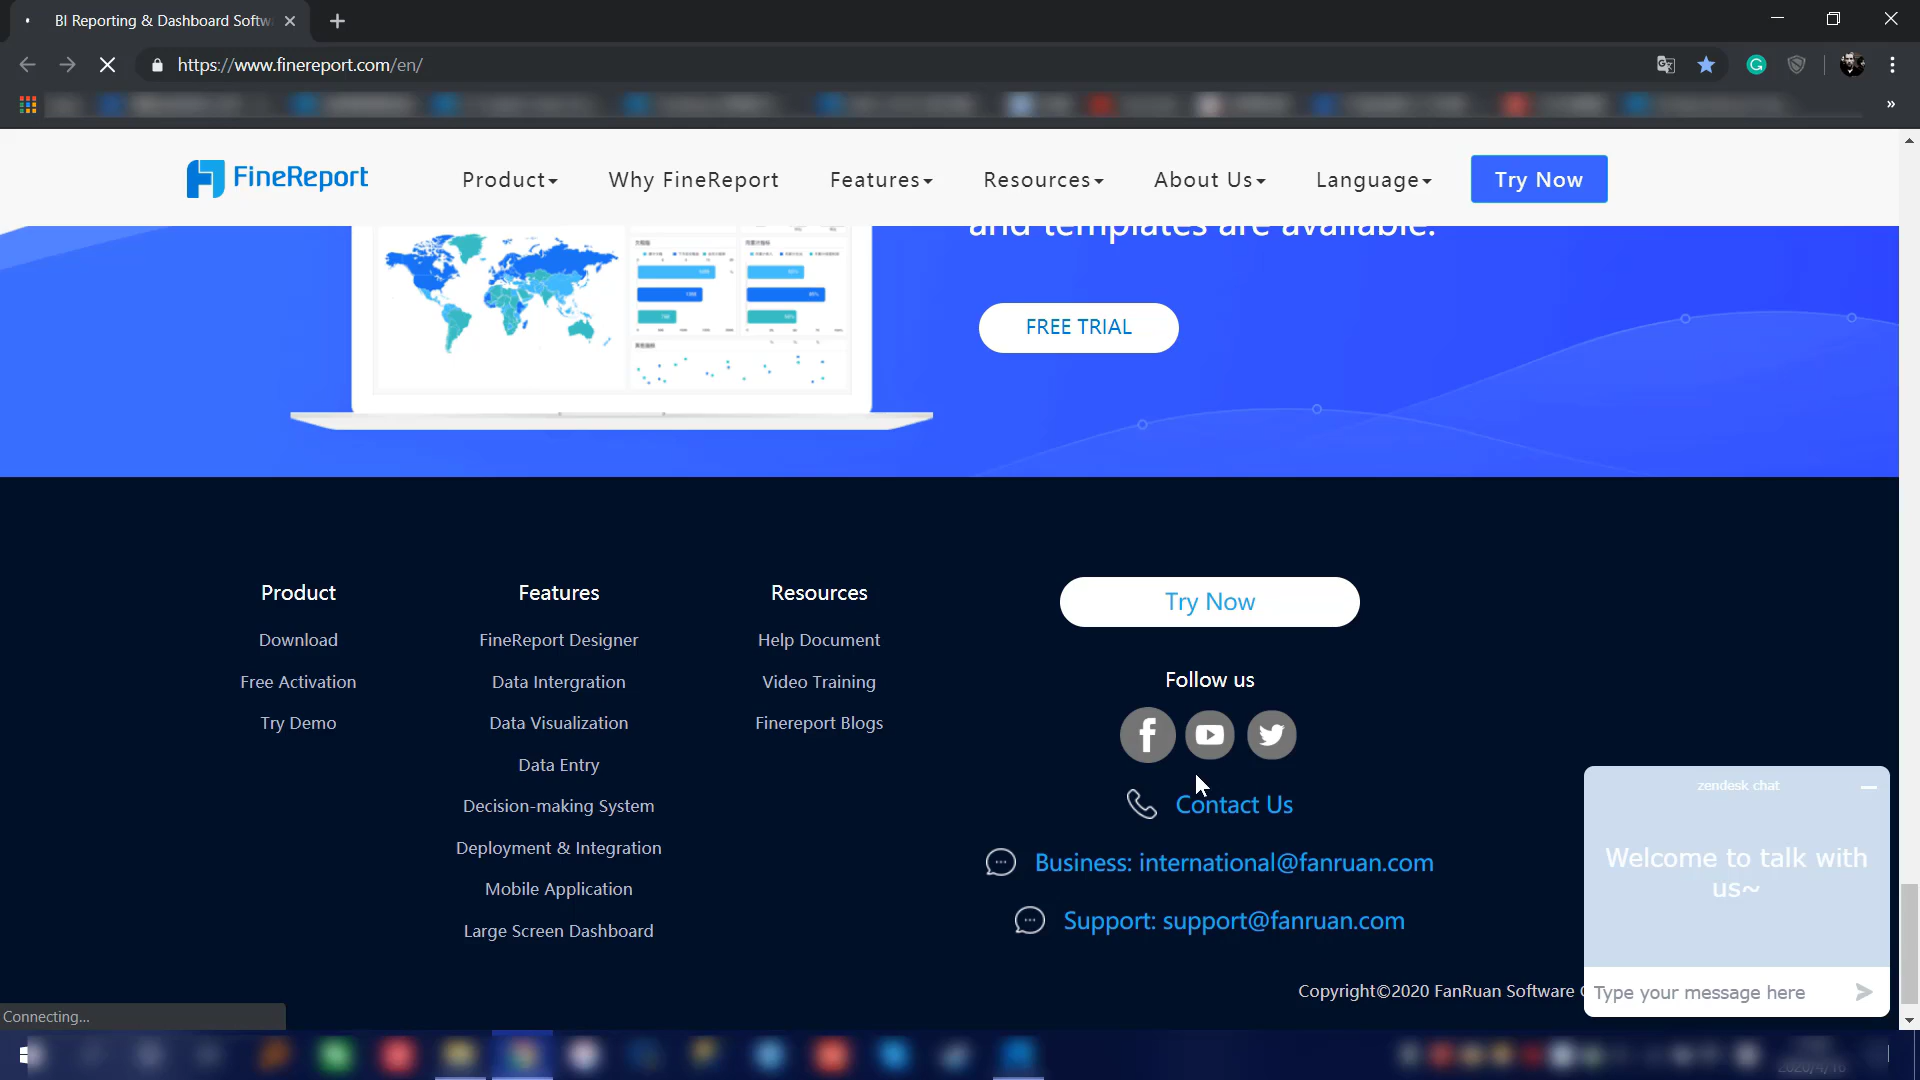 BI Reporting & Dashboard Softw
https://www.finereport.com/en/
FineReport
Product
Why FineReport
Features
Resources
About Us
Language
Try Now
and templates are available.
FREE TRIAL
Product
Download
Free Activation
Try Demo
Features
FineReport Designer
Data Intergration
Data Visualization
Data Entry
Decision-making System
Deployment & Integration
Mobile Application
Large Screen Dashboard
Resources
Help Document
Video Training
Finereport Blogs
Try Now
Follow us
Contact Us
Business: international@fanruan.com
Support: support@fanruan.com
Copyright©2020 FanRuan Software
zendesk chat
Welcome to talk with
us~
Type your message here
Connecting...